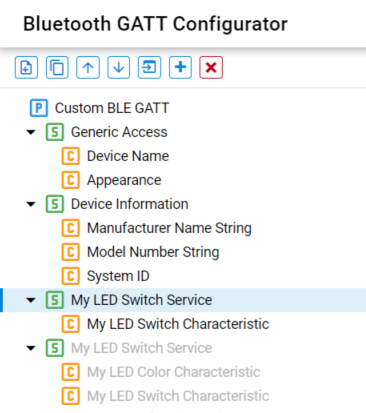 Bluetooth GATT Configurator
P Custom BLE GATT
S Generic Access
C Device Name
C Appearance
S Device Information
C Manufacturer Name String
C Model Number String
C System ID
S My LED Switch Service
C My LED Switch Characteristic
S My LED Switch Service
C My LED Color Characteristic
C My LED Switch Characteristic